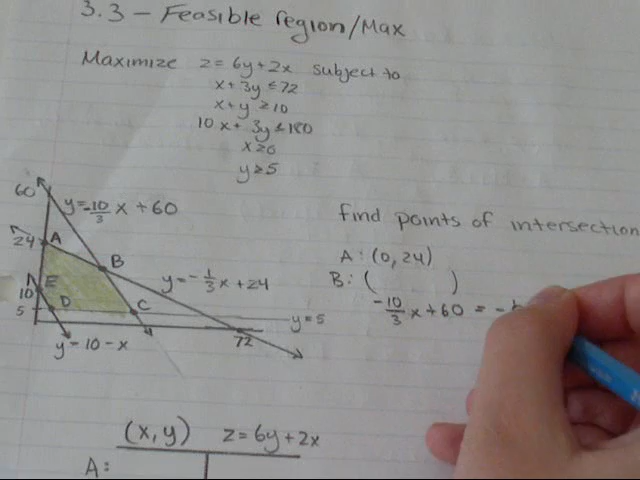 3.3 - Feasible region/Max
Maximize z = 6y + 2x subject to
x + 3y ≤ 72
x + y ≥ 10
10x + 3y ≤ 180
x ≥ 0
y ≥ 5
60
y = -10/3 x + 60
24
A
B
y = -1/3 x + 24
E
10
D
C
5
y = 5
72
y = 10 - x
find points of intersection
A: (0, 24)
B: ( )
-10/3 x + 60 = -
(x, y) z = 6y + 2x
A: